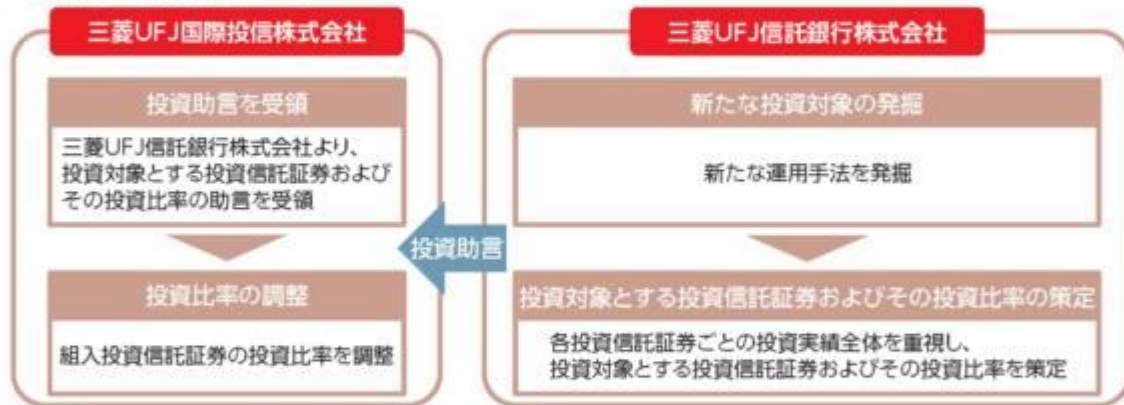 三菱UFJ国際投信株式会社
投資助言を受領
三菱UFJ信託銀行株式会社より、
投資対象とする投資信託証券および
その投資比率の助言を受領
投資比率の調整
組入投資信託証券の投資比率を調整
投資助言
三菱UFJ信託銀行株式会社
新たな投資対象の発掘
新たな運用手法を発掘
投資対象とする投資信託証券およびその投資比率の策定
各投資信託証券ごとの投資実績全体を重視し、
投資対象とする投資信託証券およびその投資比率を策定